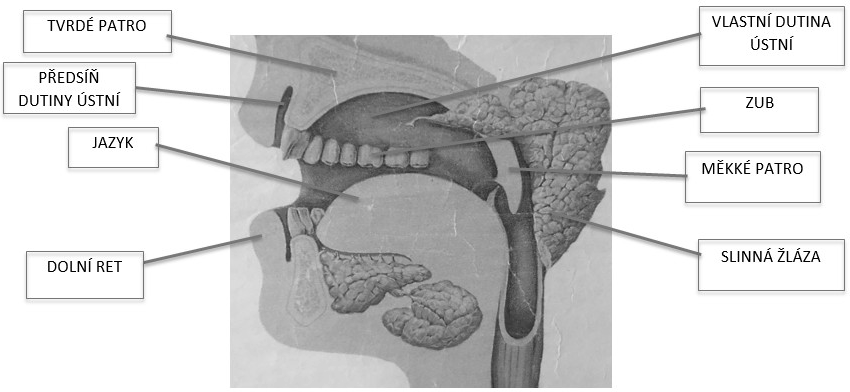 TVRDÉ PATRO
PŘEDSÍŇ
DUTINY ÚSTNÍ
JAZYK
DOLNÍ RET
VLASTNÍ DUTINA
ÚSTNÍ
ZUB
MĚKKÉ PATRO
SLINNÁ ŽLÁZA